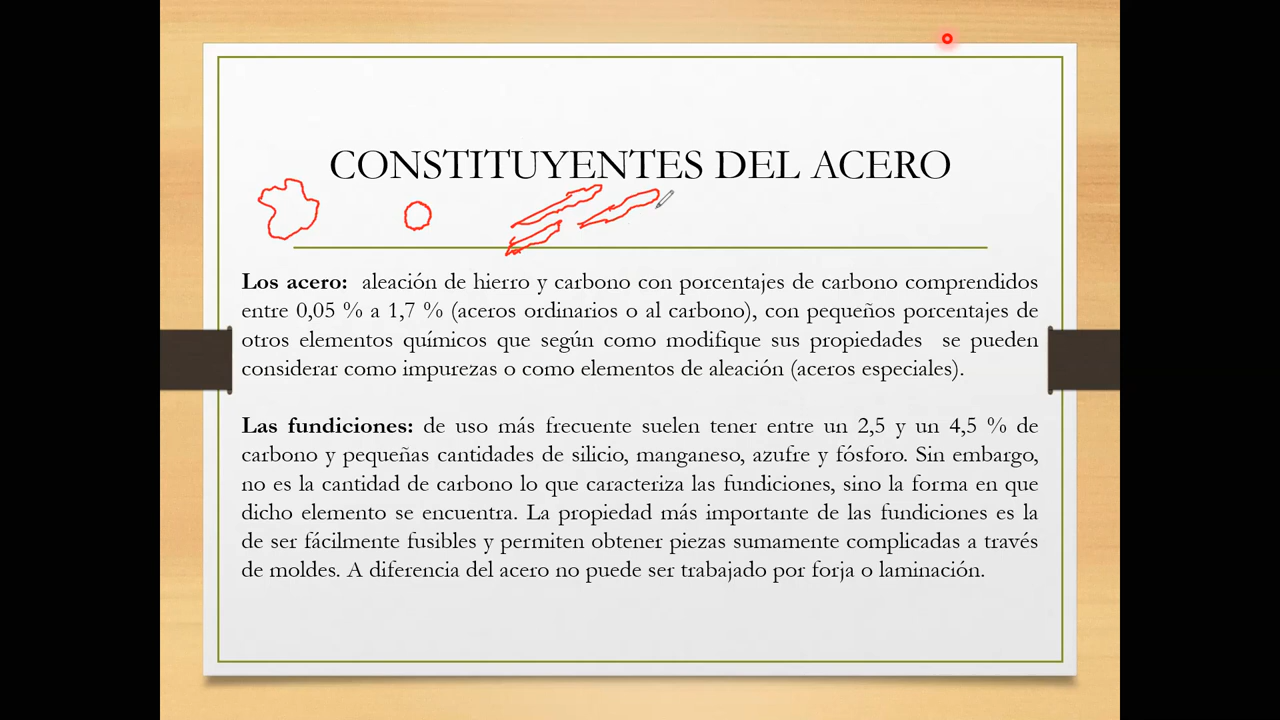 CONSTITUYENTES DEL ACERO
Los acero: aleación de hierro y carbono con porcentajes de carbono comprendidos
entre 0,05 % a 1,7 % (aceros ordinarios o al carbono), con pequeños porcentajes de
otros elementos químicos que según como modifique sus propiedades se pueden
considerar como impurezas o como elementos de aleación (aceros especiales).
Las fundiciones: de uso más frecuente suelen tener entre un 2,5 y un 4,5 % de
carbono y pequeñas cantidades de silicio, manganeso, azufre y fósforo. Sin embargo,
no es la cantidad de carbono lo que caracteriza las fundiciones, sino la forma en que
dicho elemento se encuentra. La propiedad más importante de las fundiciones es la
de ser fácilmente fusibles y permiten obtener piezas sumamente complicadas a través
de moldes. A diferencia del acero no puede ser trabajado por forja o laminación.